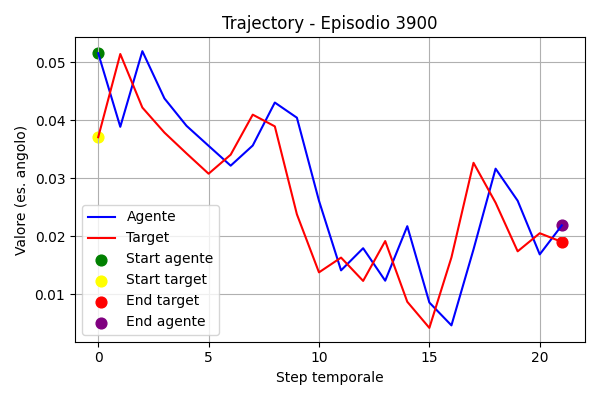 Trajectory - Episodio 3900
Valore (es. angolo)
0.05
0.04
0.03
0.02
0.01
Agente
Target
Start agente
Start target
End target
End agente
0 5 10 15 20
Step temporale